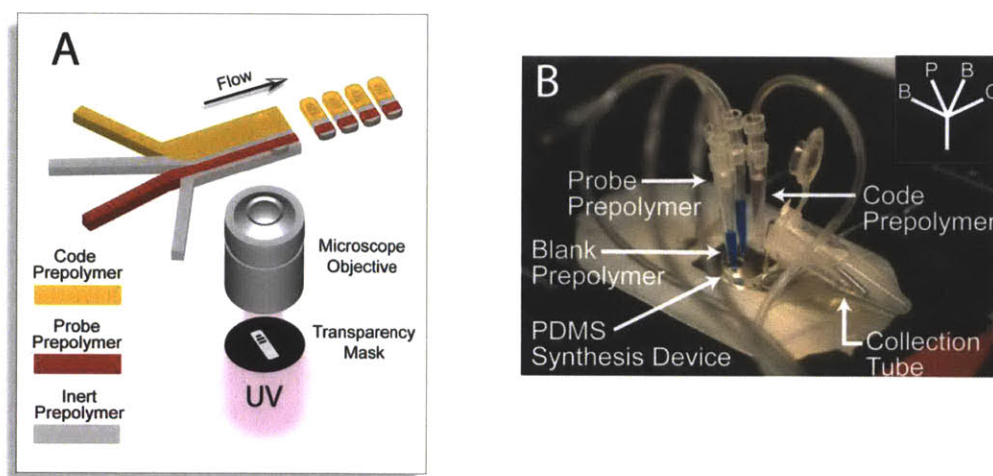 A
Flow
Microscope
Objective
Transparency
Mask
UV
Code
Prepolymer
Probe
Prepolymer
Inert
Prepolymer
B
B
P
B
C
Probe
Prepolymer
Code
Prepolymer
Blank
Prepolymer
PDMS
Synthesis Device
Collection
Tube